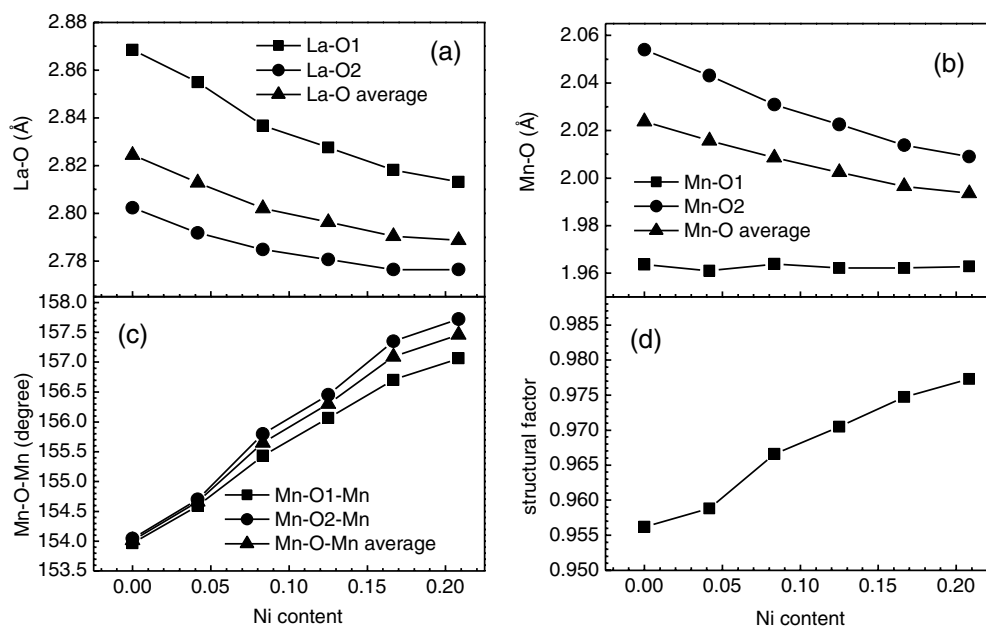 2.88
2.86
2.84
2.82
2.80
2.78
La-O (Å)
La-O1
La-O2
La-O average
(a)
2.06
2.04
2.02
2.00
1.98
1.96
Mn-O (Å)
Mn-O1
Mn-O2
Mn-O average
(b)
158.0
157.5
157.0
156.5
156.0
155.5
155.0
154.5
154.0
153.5
Mn-O-Mn (degree)
(c)
Mn-O1-Mn
Mn-O2-Mn
Mn-O-Mn average
0.00 0.05 0.10 0.15 0.20
Ni content
0.985
0.980
0.975
0.970
0.965
0.960
0.955
0.950
structural factor
(d)
0.00 0.05 0.10 0.15 0.20
Ni content